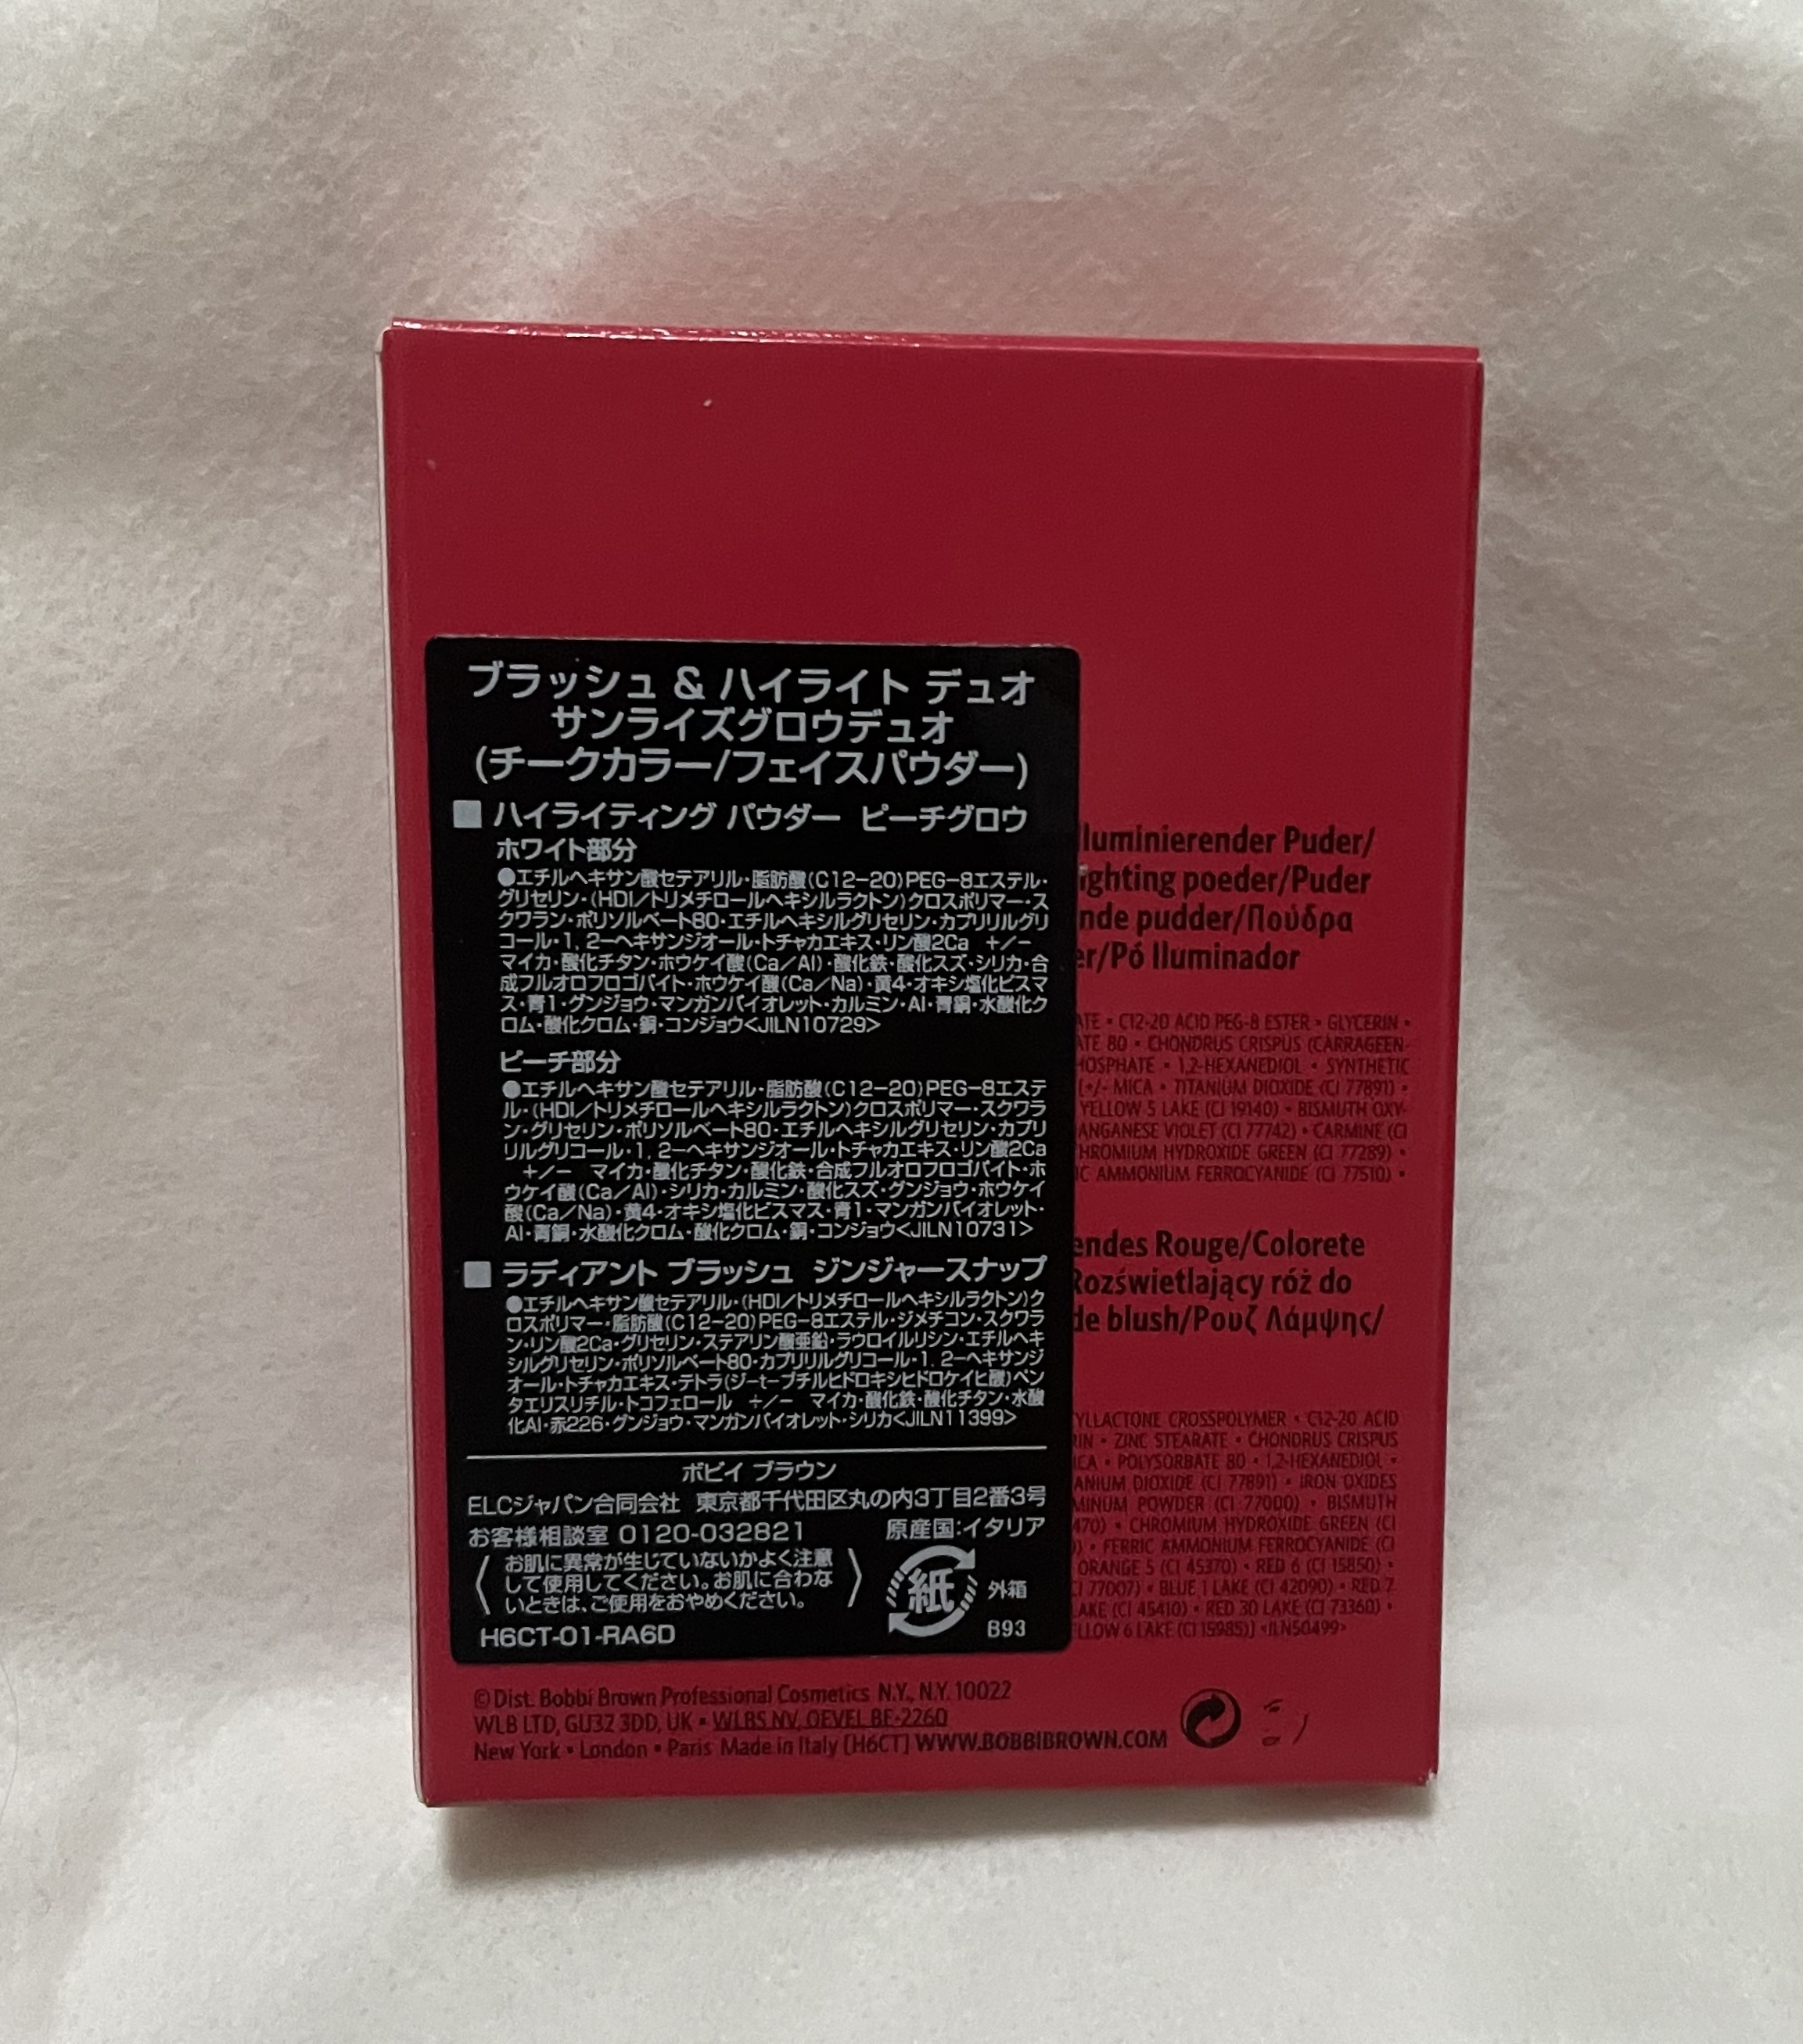 ブラッシュ & ハイライト デュオ
サンライズグロウデュオ
(チークカラー/フェイスパウダー)
■ ハイライティング パウダー ピーチグロウ
ホワイト部分
●エチルヘキサン酸セテアリル・脂肪酸(C12-20)PEG-8エステル・
グリセリン・(HDI/トリメチロールヘキシルラクトン)クロスポリマー・ス
クワラン・ポリソルベート80・エチルヘキシルグリセリン・カプリリルグリ
コール・1, 2-ヘキサンジオール・トチャカエキス・リン酸2Ca +/-
マイカ・酸化チタン・ホウケイ酸(Ca/Al)・酸化鉄・酸化スズ・シリカ・合
成フルオロフロゴパイト・ホウケイ酸(Ca/Na)・黄4・オキシ塩化ビスマ
ス・青1・グンジョウ・マンガンバイオレット・カルミン・Al・青銅・水酸化ク
ロム・酸化クロム・銅・コンジョウ<JILN10729>
ピーチ部分
●エチルヘキサン酸セテアリル・脂肪酸(C12-20)PEG-8エステ
ル・(HDI/トリメチロールヘキシルラクトン)クロスポリマー・スクワラ
ン・グリセリン・ポリソルベート80・エチルヘキシルグリセリン・カプリ
リルグリコール・1, 2-ヘキサンジオール・トチャカエキス・リン酸2Ca
+/- マイカ・酸化チタン・酸化鉄・合成フルオロフロゴパイト・ホ
ウケイ酸(Ca/Al)・シリカ・カルミン・酸化スズ・グンジョウ・ホウケイ
酸(Ca/Na)・黄4・オキシ塩化ビスマス・青1・マンガンバイオレット・
Al・青銅・水酸化クロム・酸化クロム・銅・コンジョウ<JILN10731>
■ ラディアント ブラッシュ ジンジャースナップ
●エチルヘキサン酸セテアリル・(HDI/トリメチロールヘキシルラクトン)ク
ロスポリマー・脂肪酸(C12-20)PEG-8エステル・ジメチコン・スクワラ
ン・リン酸2Ca・グリセリン・ステアリン酸亜鉛・ラウロイルリシン・エチルヘキ
シルグリセリン・ポリソルベート80・カプリリルグリコール・1, 2-ヘキサンジ
オール・トチャカエキス・テトラ(ジ-t-ブチルヒドロキシヒドロケイヒ酸)ペン
タエリスリチル・トコフェロール +/- マイカ・酸化鉄・酸化チタン・水酸
化Al・赤226・グンジョウ・マンガンバイオレット・シリカ<JILN11399>
ボビイ ブラウン
ELCジャパン合同会社 東京都千代田区丸の内3丁目2番3号
お客様相談室 0120-032821 原産国:イタリア
お肌に異常が生じていないかよく注意
して使用してください。お肌に合わな
いときは、ご使用をおやめください。
紙 外箱
H6CT-01-RA6D B93
lluminierender Puder/
ighting poeder/Puder
nde pudder/Πούδρα
er/Pó Iluminador
ATE • C12-20 ACID PEG-8 ESTER • GLYCERIN •
ATE 80 • CHONDRUS CRISPUS (CARRAGEEN-
HOSPHATE • 1,2-HEXANEDIOL • SYNTHETIC
[+/- MICA • TITANIUM DIOXIDE (CI 77891) •
YELLOW 5 LAKE (CI 19140) • BISMUTH OXY-
ANGANESE VIOLET (CI 77742) • CARMINE (CI
HROMIUM HYDROXIDE GREEN (CI 77289) •
IC AMMONIUM FERROCYANIDE (CI 77510) •
endes Rouge/Colorete
Rozświetlający róż do
de blush/Ρουζ Λάμψης/
YLLACTONE CROSSPOLYMER • C12-20 ACID
RIN • ZINC STEARATE • CHONDRUS CRISPUS
ICA • POLYSORBATE 80 • 1,2-HEXANEDIOL •
ANIUM DIOXIDE (CI 77891) • IRON OXIDES
MINUM POWDER (CI 77000) • BISMUTH
470) • CHROMIUM HYDROXIDE GREEN (CI
) • FERRIC AMMONIUM FERROCYANIDE (CI
ORANGE 5 (CI 45370) • RED 6 (CI 15850) •
CI 77007) • BLUE 1 LAKE (CI 42090) • RED 7
LAKE (CI 45410) • RED 30 LAKE (CI 73360) •
LLOW 6 LAKE (CI 15985)] <ILN50499>
© Dist. Bobbi Brown Professional Cosmetics N.Y., N.Y. 10022
WLB LTD, GU32 3DD, UK • WLBS NV, OEVEL BE-2260
New York • London • Paris Made in Italy [H6CT] WWW.BOBBIBROWN.COM